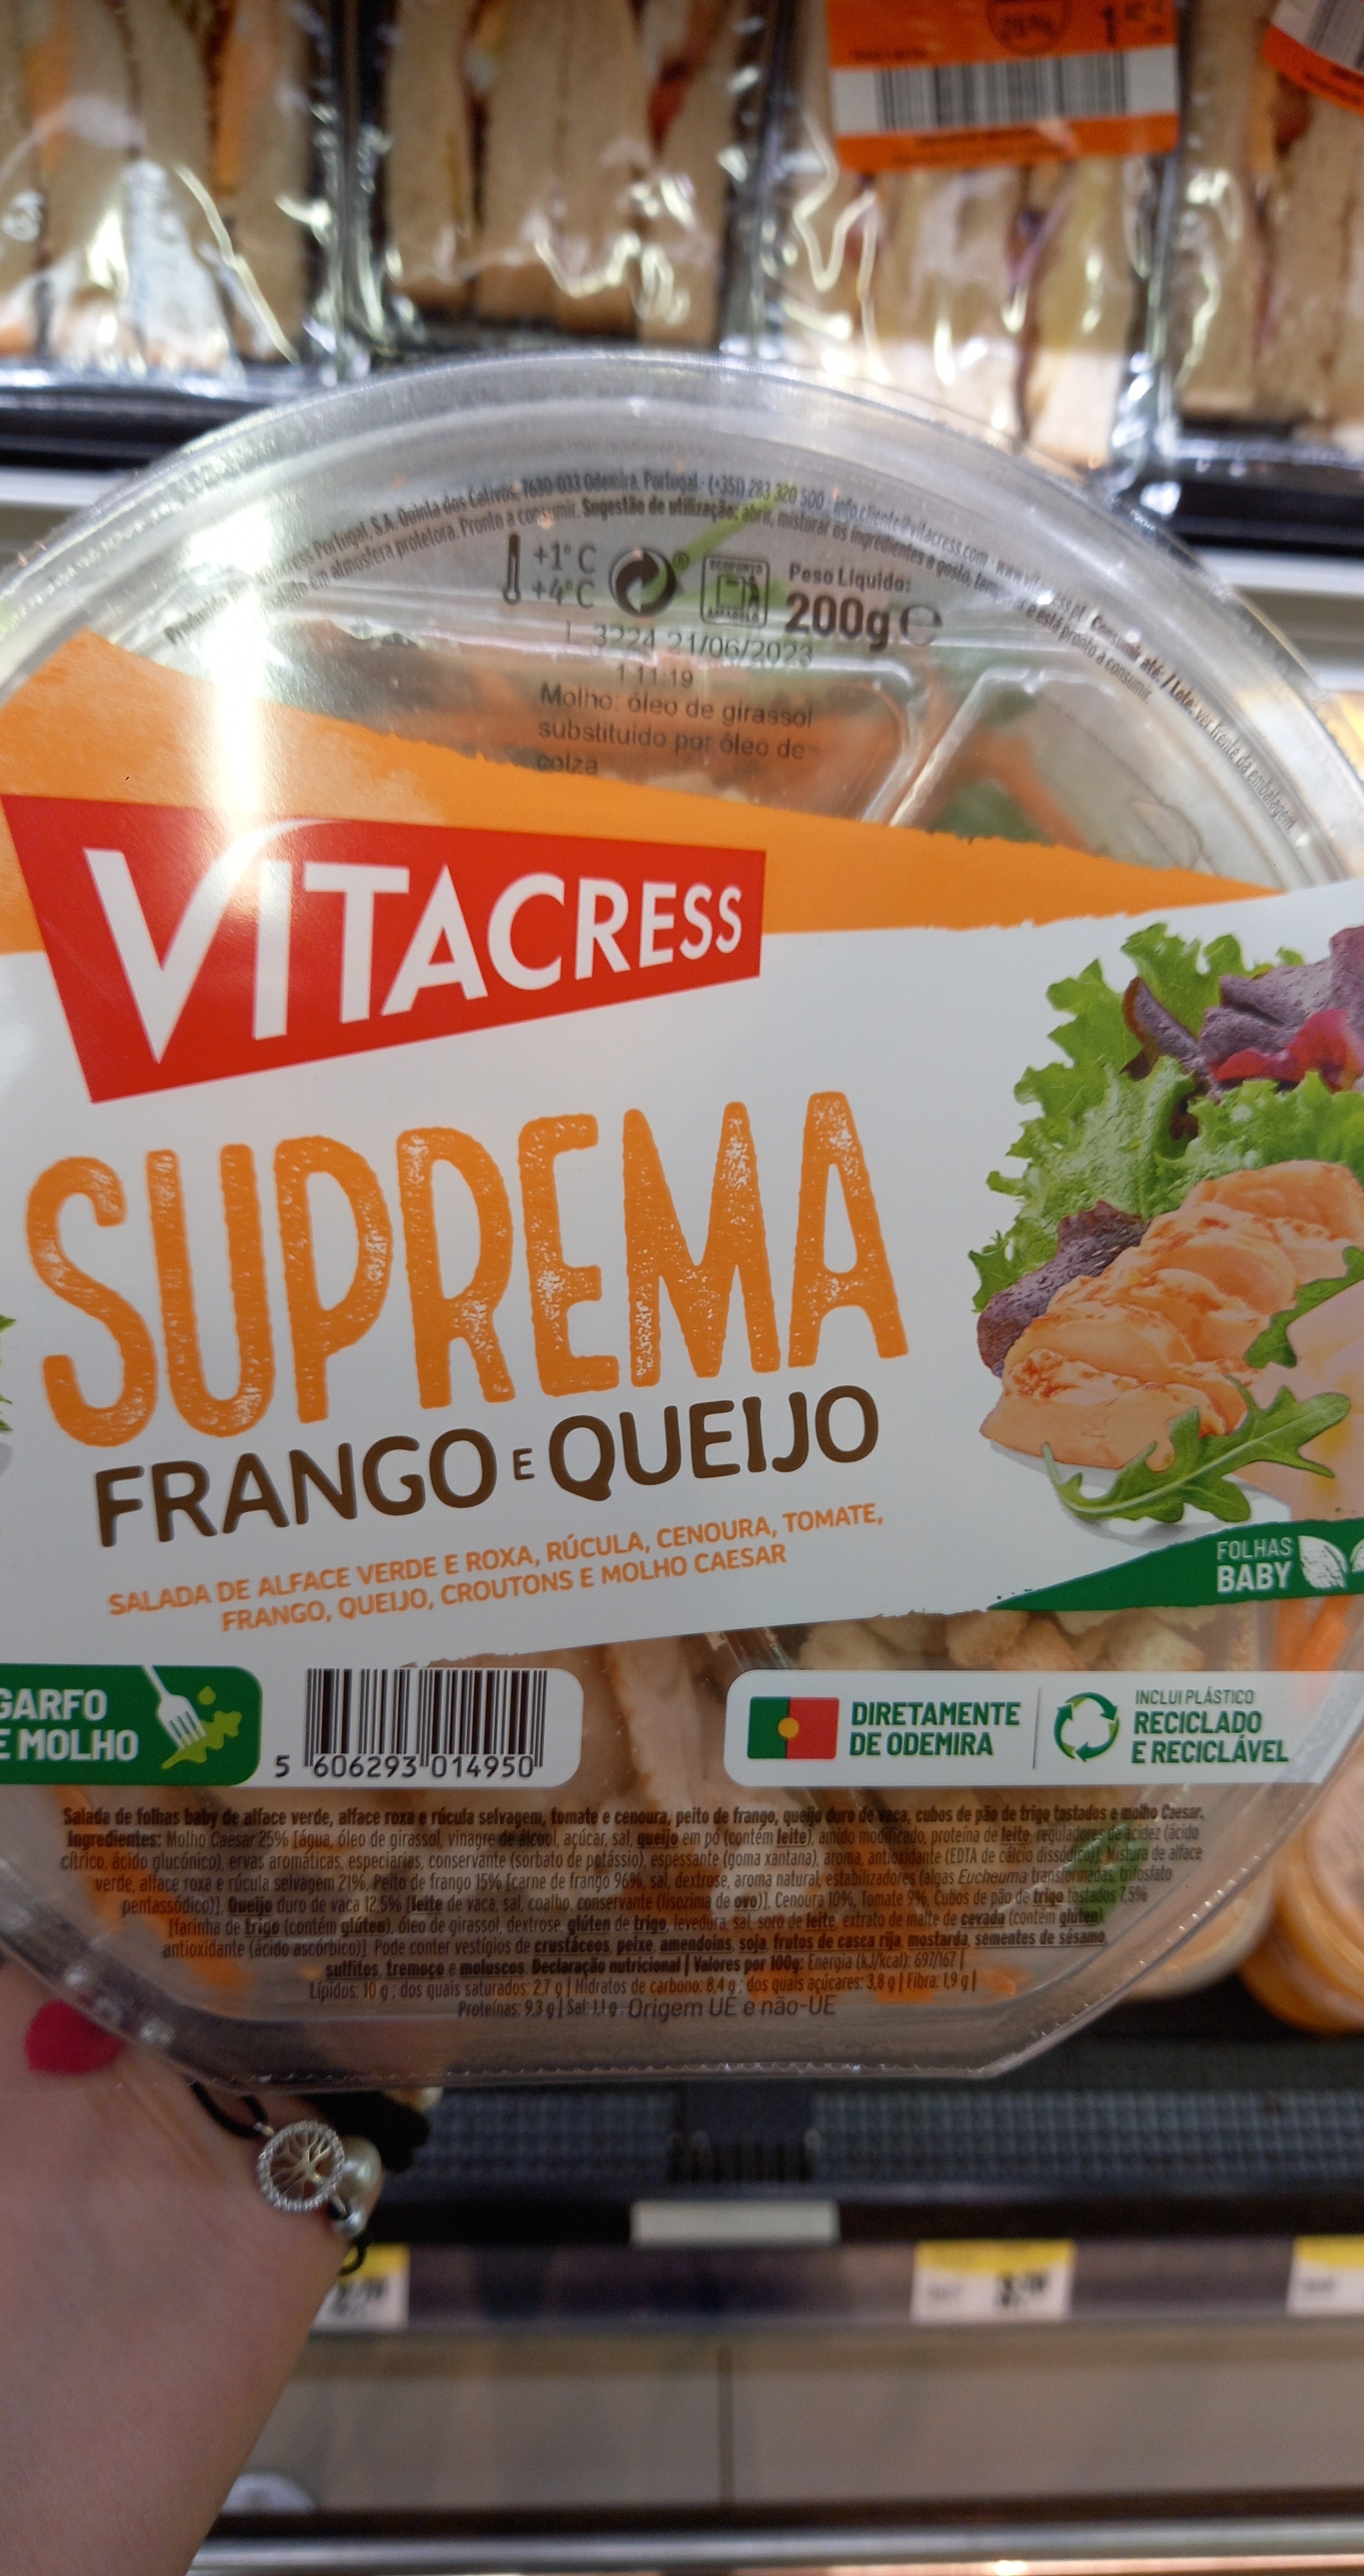 Vitacress Portugal, S.A. Quinta dos Cativos, 7630-033 Odemira, Portugal · (+351) 283 320 500 · infocliente@vitacress.com · www.vitacress.pt · Consumir até: / Lote: ver frente da embalagem.
em atmosfera protetora. Pronto a consumir. Sugestão de utilização: abrir, misturar os ingredientes a gosto, temperar e está pronto a consumir.
+1°C
+4°C
Peso Líquido:
200g e
L 3224 21/06/2023
1 11:19
Molho: óleo de girassol
substituído por óleo de
colza
VITACRESS
SUPREMA
FRANGO E QUEIJO
SALADA DE ALFACE VERDE E ROXA, RÚCULA, CENOURA, TOMATE,
FRANGO, QUEIJO, CROUTONS E MOLHO CAESAR
FOLHAS
BABY
GARFO
E MOLHO
5 606293 014950
DIRETAMENTE
DE ODEMIRA
INCLUI PLÁSTICO
RECICLADO
E RECICLÁVEL
Salada de folhas baby de alface verde, alface roxa e rúcula selvagem, tomate e cenoura, peito de frango, queijo duro de vaca, cubos de pão de trigo tostados e molho Caesar.
Ingredientes: Molho Caesar 25% [água, óleo de girassol, vinagre de álcool, açúcar, sal, queijo em pó (contém leite), amido modificado, proteína de leite, reguladores de acidez (ácido
cítrico, ácido glucónico), ervas aromáticas, especiarias, conservante (sorbato de potássio), espessante (goma xantana), aroma, antioxidante (EDTA de cálcio dissódico)]. Mistura de alface
verde, alface roxa e rúcula selvagem 21%. Peito de frango 15% [carne de frango 96%, sal, dextrose, aroma natural, estabilizadores (algas Eucheuma transformadas, trifosfato
pentassódico)]. Queijo duro de vaca 12,5% [leite de vaca, sal, coalho, conservante (lisozima de ovo)]. Cenoura 10%. Tomate 9%. Cubos de pão de trigo tostados 7,5%
[farinha de trigo (contém glúten), óleo de girassol, dextrose, glúten de trigo, levedura, sal, soro de leite, extrato de malte de cevada (contém glúten),
antioxidante (ácido ascórbico)]. Pode conter vestígios de crustáceos, peixe, amendoins, soja, frutos de casca rija, mostarda, sementes de sésamo,
sulfitos, tremoço e moluscos. Declaração nutricional | Valores por 100g: Energia (kJ/kcal): 697/167 |
Lípidos: 10 g; dos quais saturados: 2,7 g | Hidratos de carbono: 8,4 g; dos quais açúcares: 3,8 g | Fibra: 1,9 g |
Proteínas: 9,3 g | Sal: 1,1 g. Origem UE e não-UE